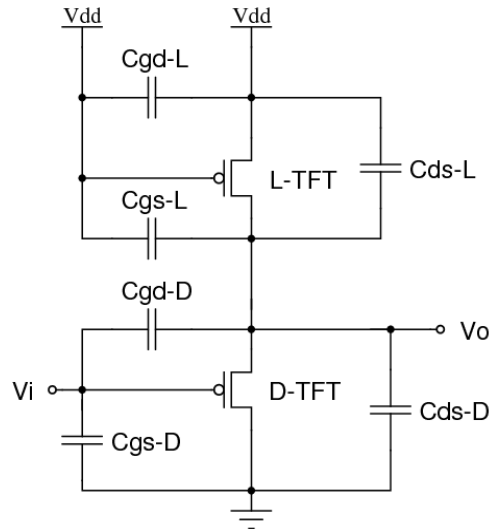 Vdd
Vdd
Cgd-L
L-TFT
Cds-L
Cgs-L
Cgd-D
Vo
Vi
D-TFT
Cds-D
Cgs-D